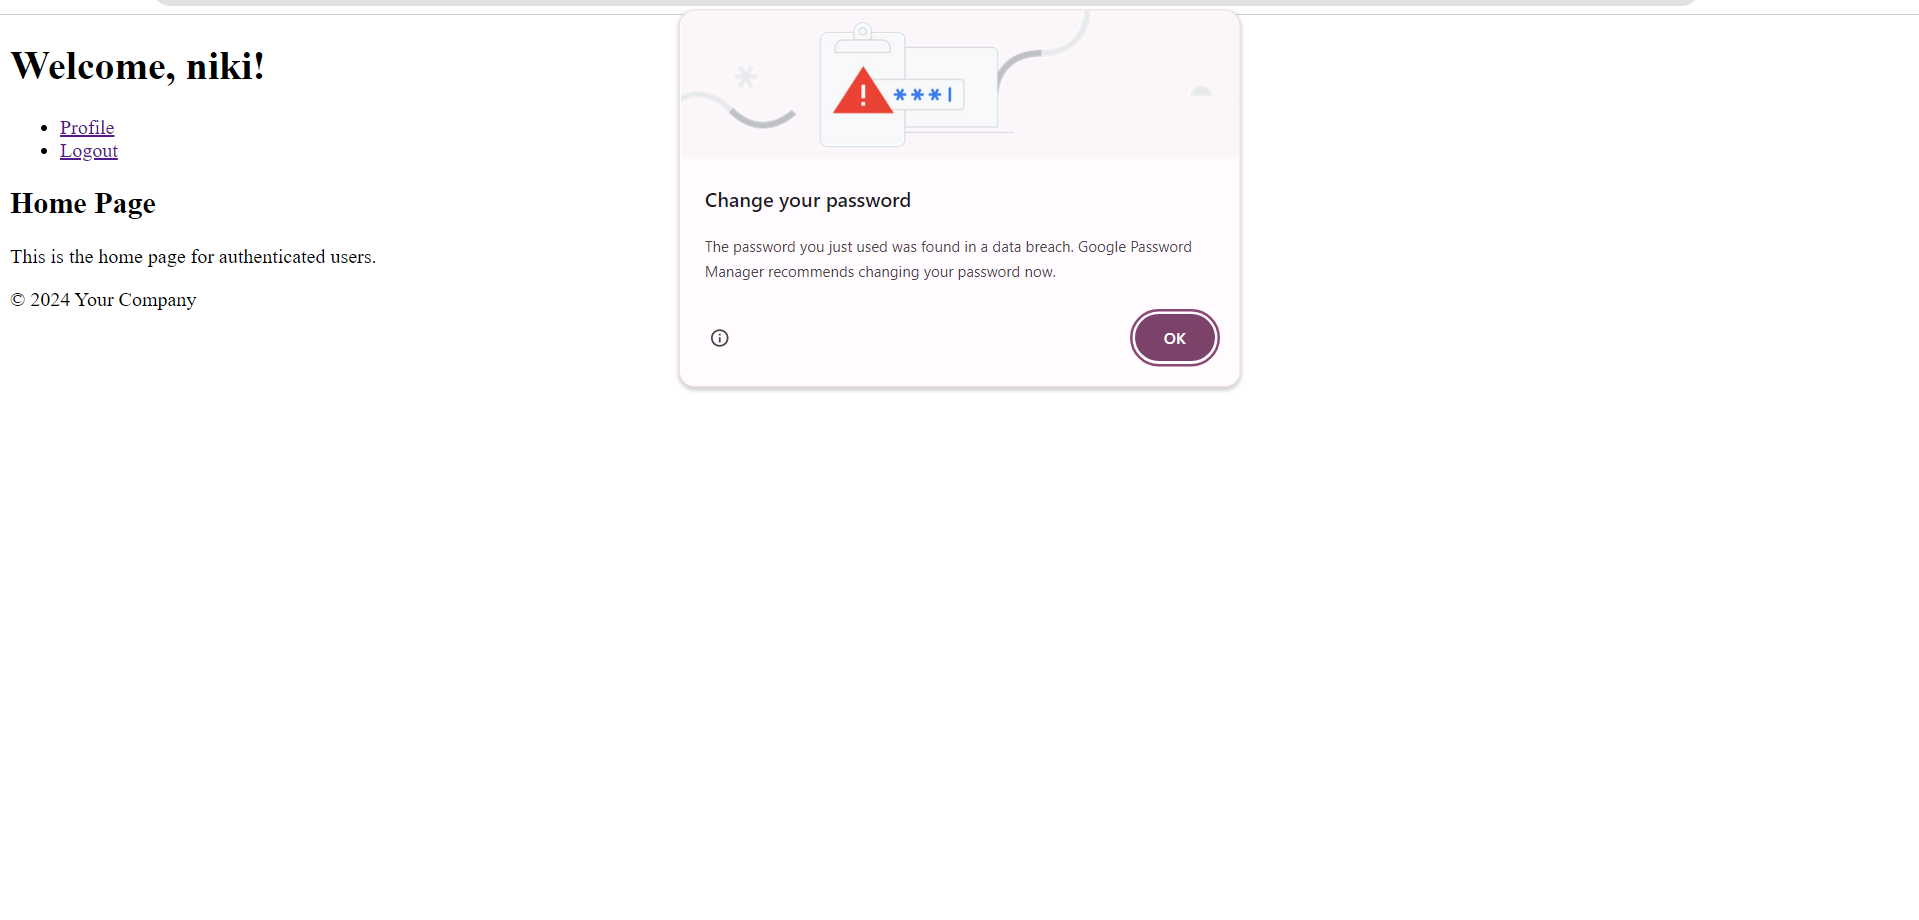 Welcome, niki!
Profile
Logout
Home Page
This is the home page for authenticated users.
© 2024 Your Company
***|
Change your password
The password you just used was found in a data breach. Google Password
Manager recommends changing your password now.
OK